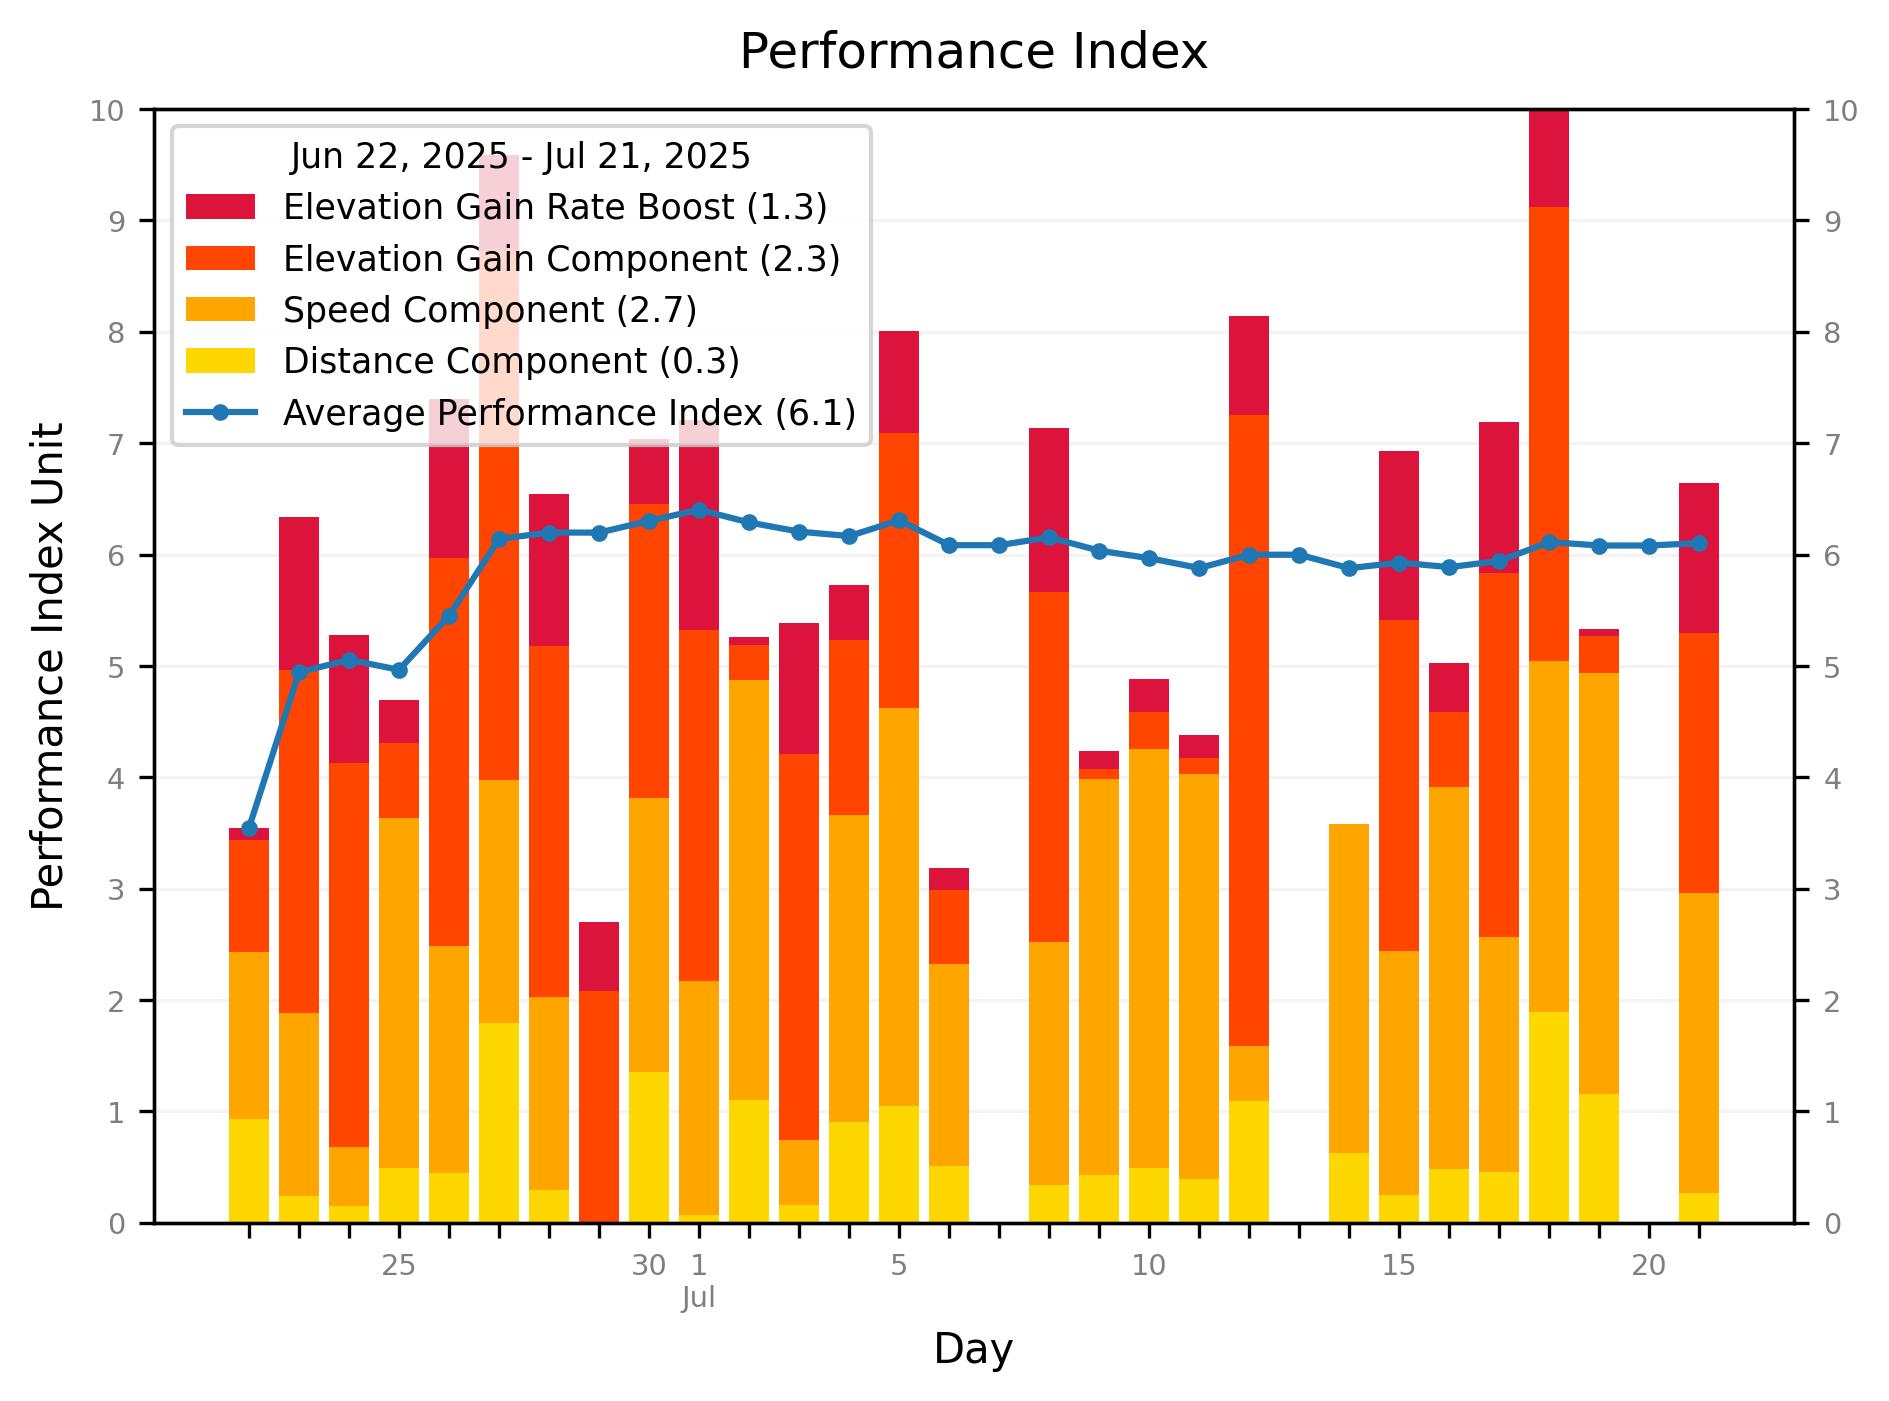 Performance Index
Jun 22, 2025 - Jul 21, 2025
Elevation Gain Rate Boost (1.3)
Elevation Gain Component (2.3)
Speed Component (2.7)
Distance Component (0.3)
Average Performance Index (6.1)
Performance Index Unit
10
9
8
7
6
5
4
3
2
1
0
10
9
8
7
6
5
4
3
2
1
0
25 30 1 5 10 15 20
Jul
Day